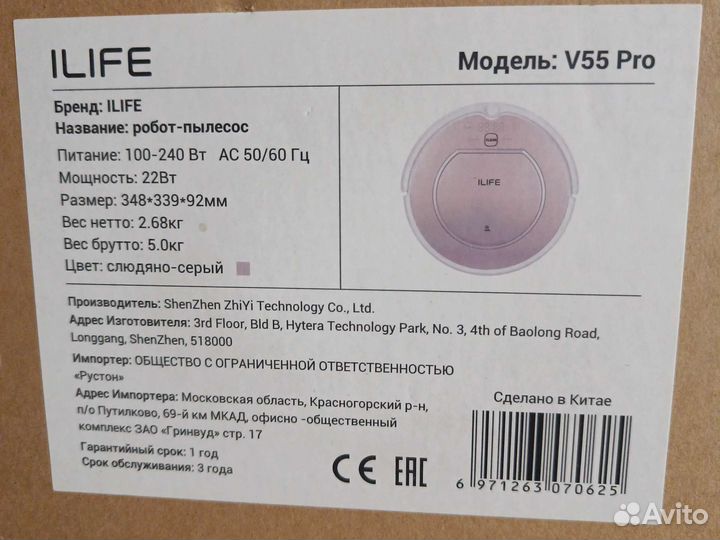 ILIFE
Модель: V55 Pro
Бренд: ILIFE
Название: робот-пылесос
Питание: 100-240 Вт AC 50/60 Гц
Мощность: 22Вт
Размер: 348*339*92мм
Вес нетто: 2.68кг
Вес брутто: 5.0кг
Цвет: слюдяно-серый
CLEAN
ILIFE
Производитель: ShenZhen ZhiYi Technology Co., Ltd.
Адрес Изготовителя: 3rd Floor, Bld B, Hytera Technology Park, No. 3, 4th of Baolong Road,
Longgang, ShenZhen, 518000
Импортер: ОБЩЕСТВО С ОГРАНИЧЕННОЙ ОТВЕТСТВЕННОСТЬЮ
«Рустон»
Адрес Импортера: Московская область, Красногорский р-н,
п/о Путилково, 69-й км МКАД, офисно -общественный
комплекс ЗАО «Гринвуд» стр. 17
Гарантийный срок: 1 год
Срок обслуживания: 3 года
CE EAC
Сделано в Китае
6 971263 070625
Avito